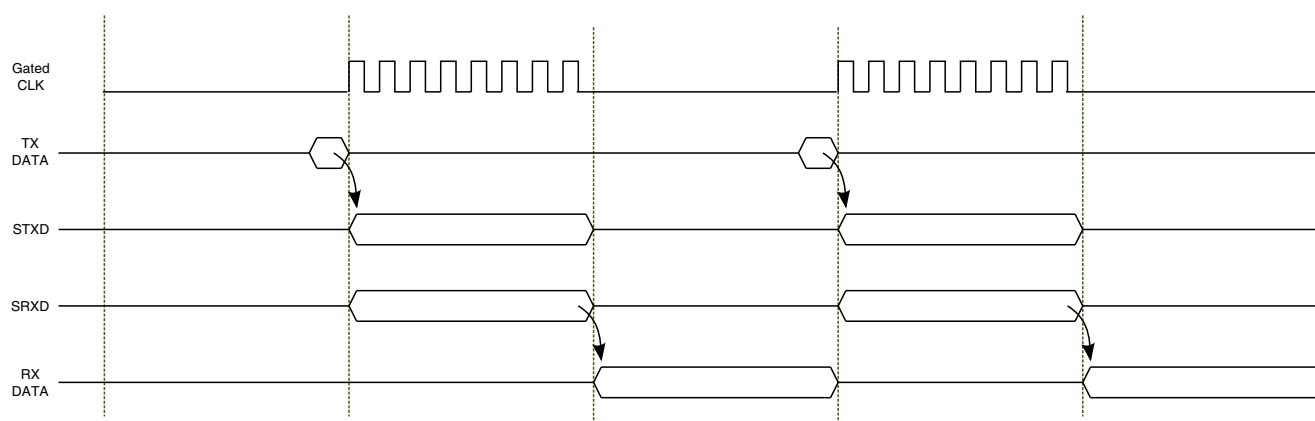 Gated
CLK
TX
DATA
STXD
SRXD
RX
DATA